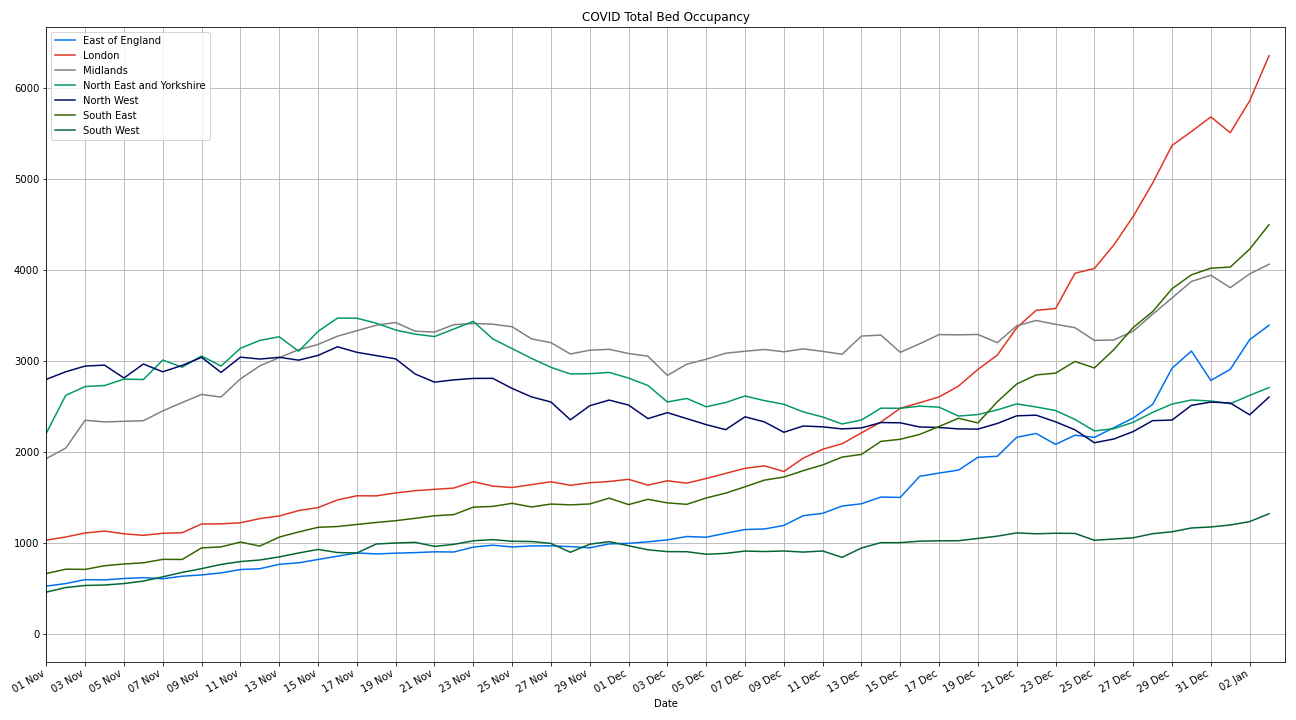 COVID Total Bed Occupancy
East of England
London
Midlands
North East and Yorkshire
North West
South East
South West
6000
5000
4000
3000
2000
1000
0
01 Nov
03 Nov
05 Nov
07 Nov
09 Nov
11 Nov
13 Nov
15 Nov
17 Nov
19 Nov
21 Nov
23 Nov
25 Nov
27 Nov
29 Nov
01 Dec
03 Dec
05 Dec
07 Dec
09 Dec
11 Dec
13 Dec
15 Dec
17 Dec
19 Dec
21 Dec
23 Dec
25 Dec
27 Dec
29 Dec
31 Dec
02 Jan
Date